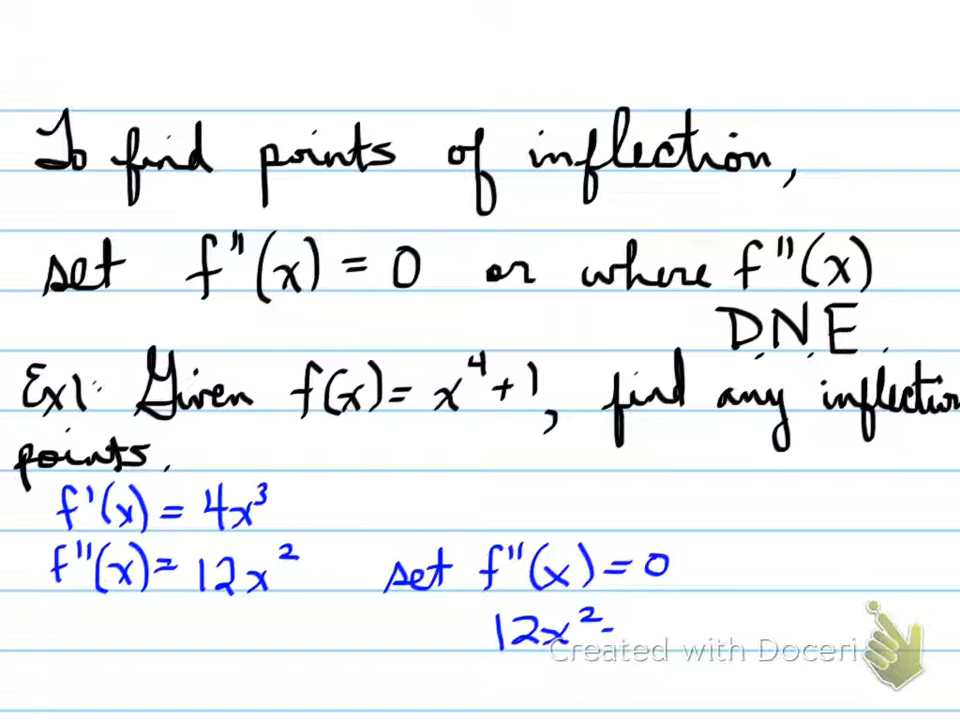 To find points of inflection,
set f"(x) = 0 or where f"(x)
DNE
Ex1: Given f(x) = x⁴ + 1, find any inflection
points.
f'(x) = 4x³
f"(x) = 12x² set f"(x) = 0
12x² =
Created with Doceri